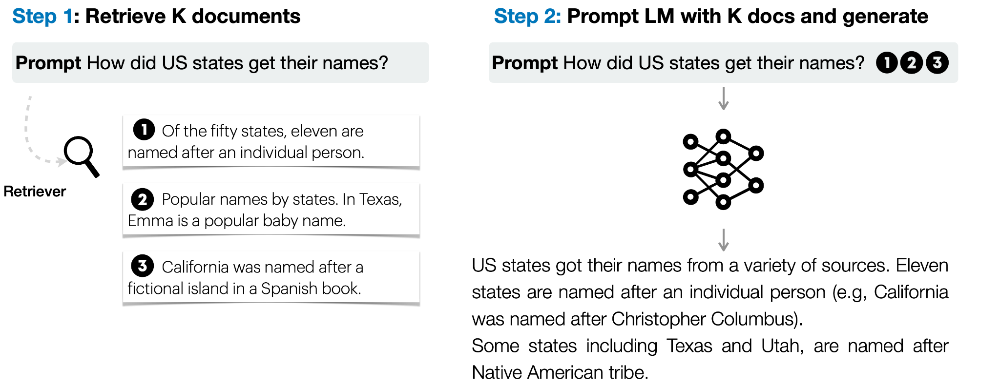 Step 1: Retrieve K documents
Prompt How did US states get their names?
Retriever
1 Of the fifty states, eleven are
named after an individual person.
2 Popular names by states. In Texas,
Emma is a popular baby name.
3 California was named after a
fictional island in a Spanish book.
Step 2: Prompt LM with K docs and generate
Prompt How did US states get their names? 1 2 3
US states got their names from a variety of sources. Eleven
states are named after an individual person (e.g, California
was named after Christopher Columbus).
Some states including Texas and Utah, are named after
Native American tribe.